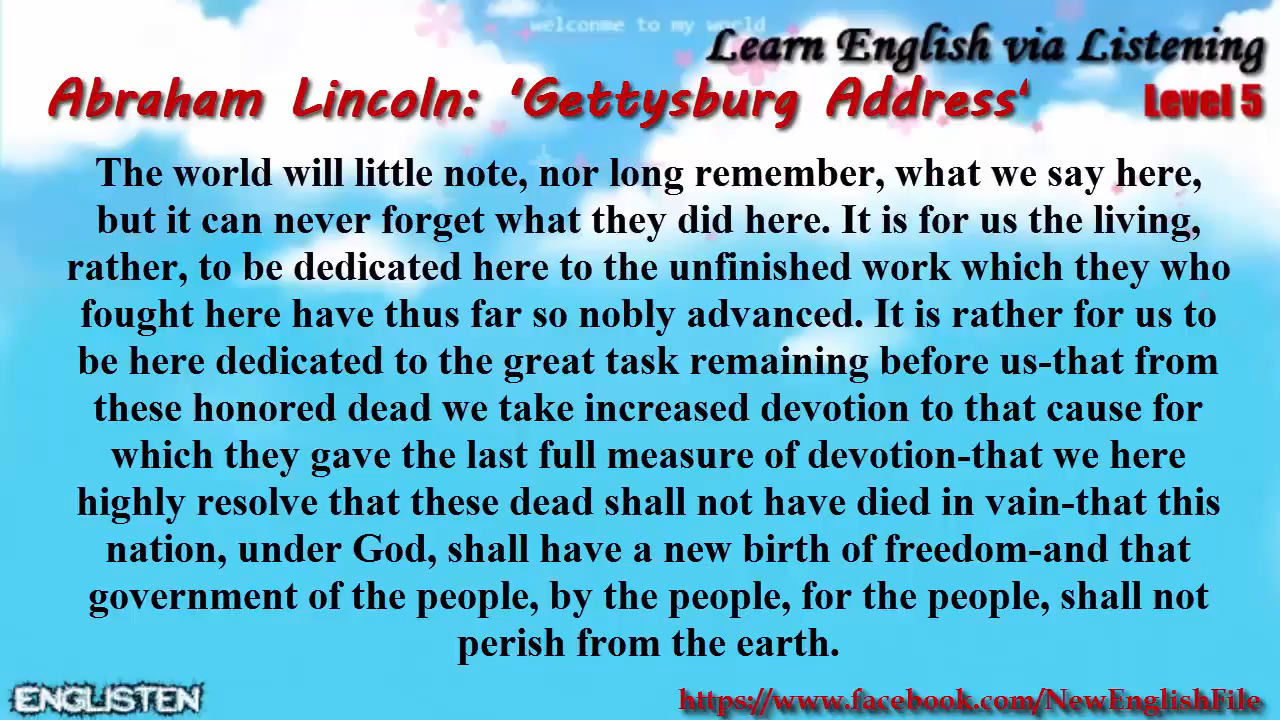 welconme to my world
Learn English via Listening
Abraham Lincoln: 'Gettysburg Address' Level 5
The world will little note, nor long remember, what we say here,
but it can never forget what they did here. It is for us the living,
rather, to be dedicated here to the unfinished work which they who
fought here have thus far so nobly advanced. It is rather for us to
be here dedicated to the great task remaining before us-that from
these honored dead we take increased devotion to that cause for
which they gave the last full measure of devotion-that we here
highly resolve that these dead shall not have died in vain-that this
nation, under God, shall have a new birth of freedom-and that
government of the people, by the people, for the people, shall not
perish from the earth.
ENGLISTEN
https://www.facebook.com/NewEnglishFile